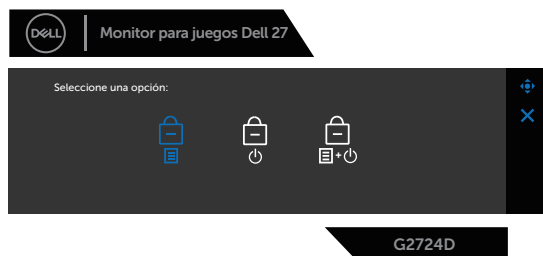 DELL
Monitor para juegos Dell 27
Seleccione una opción:
G2724D